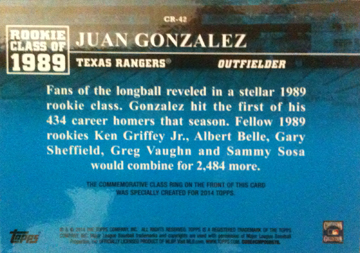 CR-42
ROOKIE
CLASS OF
1989
JUAN GONZALEZ
TEXAS RANGERS® OUTFIELDER
Fans of the longball reveled in a stellar 1989
rookie class. Gonzalez hit the first of his
434 career homers that season. Fellow 1989
rookies Ken Griffey Jr., Albert Belle, Gary
Sheffield, Greg Vaughn and Sammy Sosa
would combine for 2,484 more.
THE COMMEMORATIVE CLASS RING ON THE FRONT OF THIS CARD
WAS SPECIALLY CREATED FOR 2014 TOPPS.
Topps